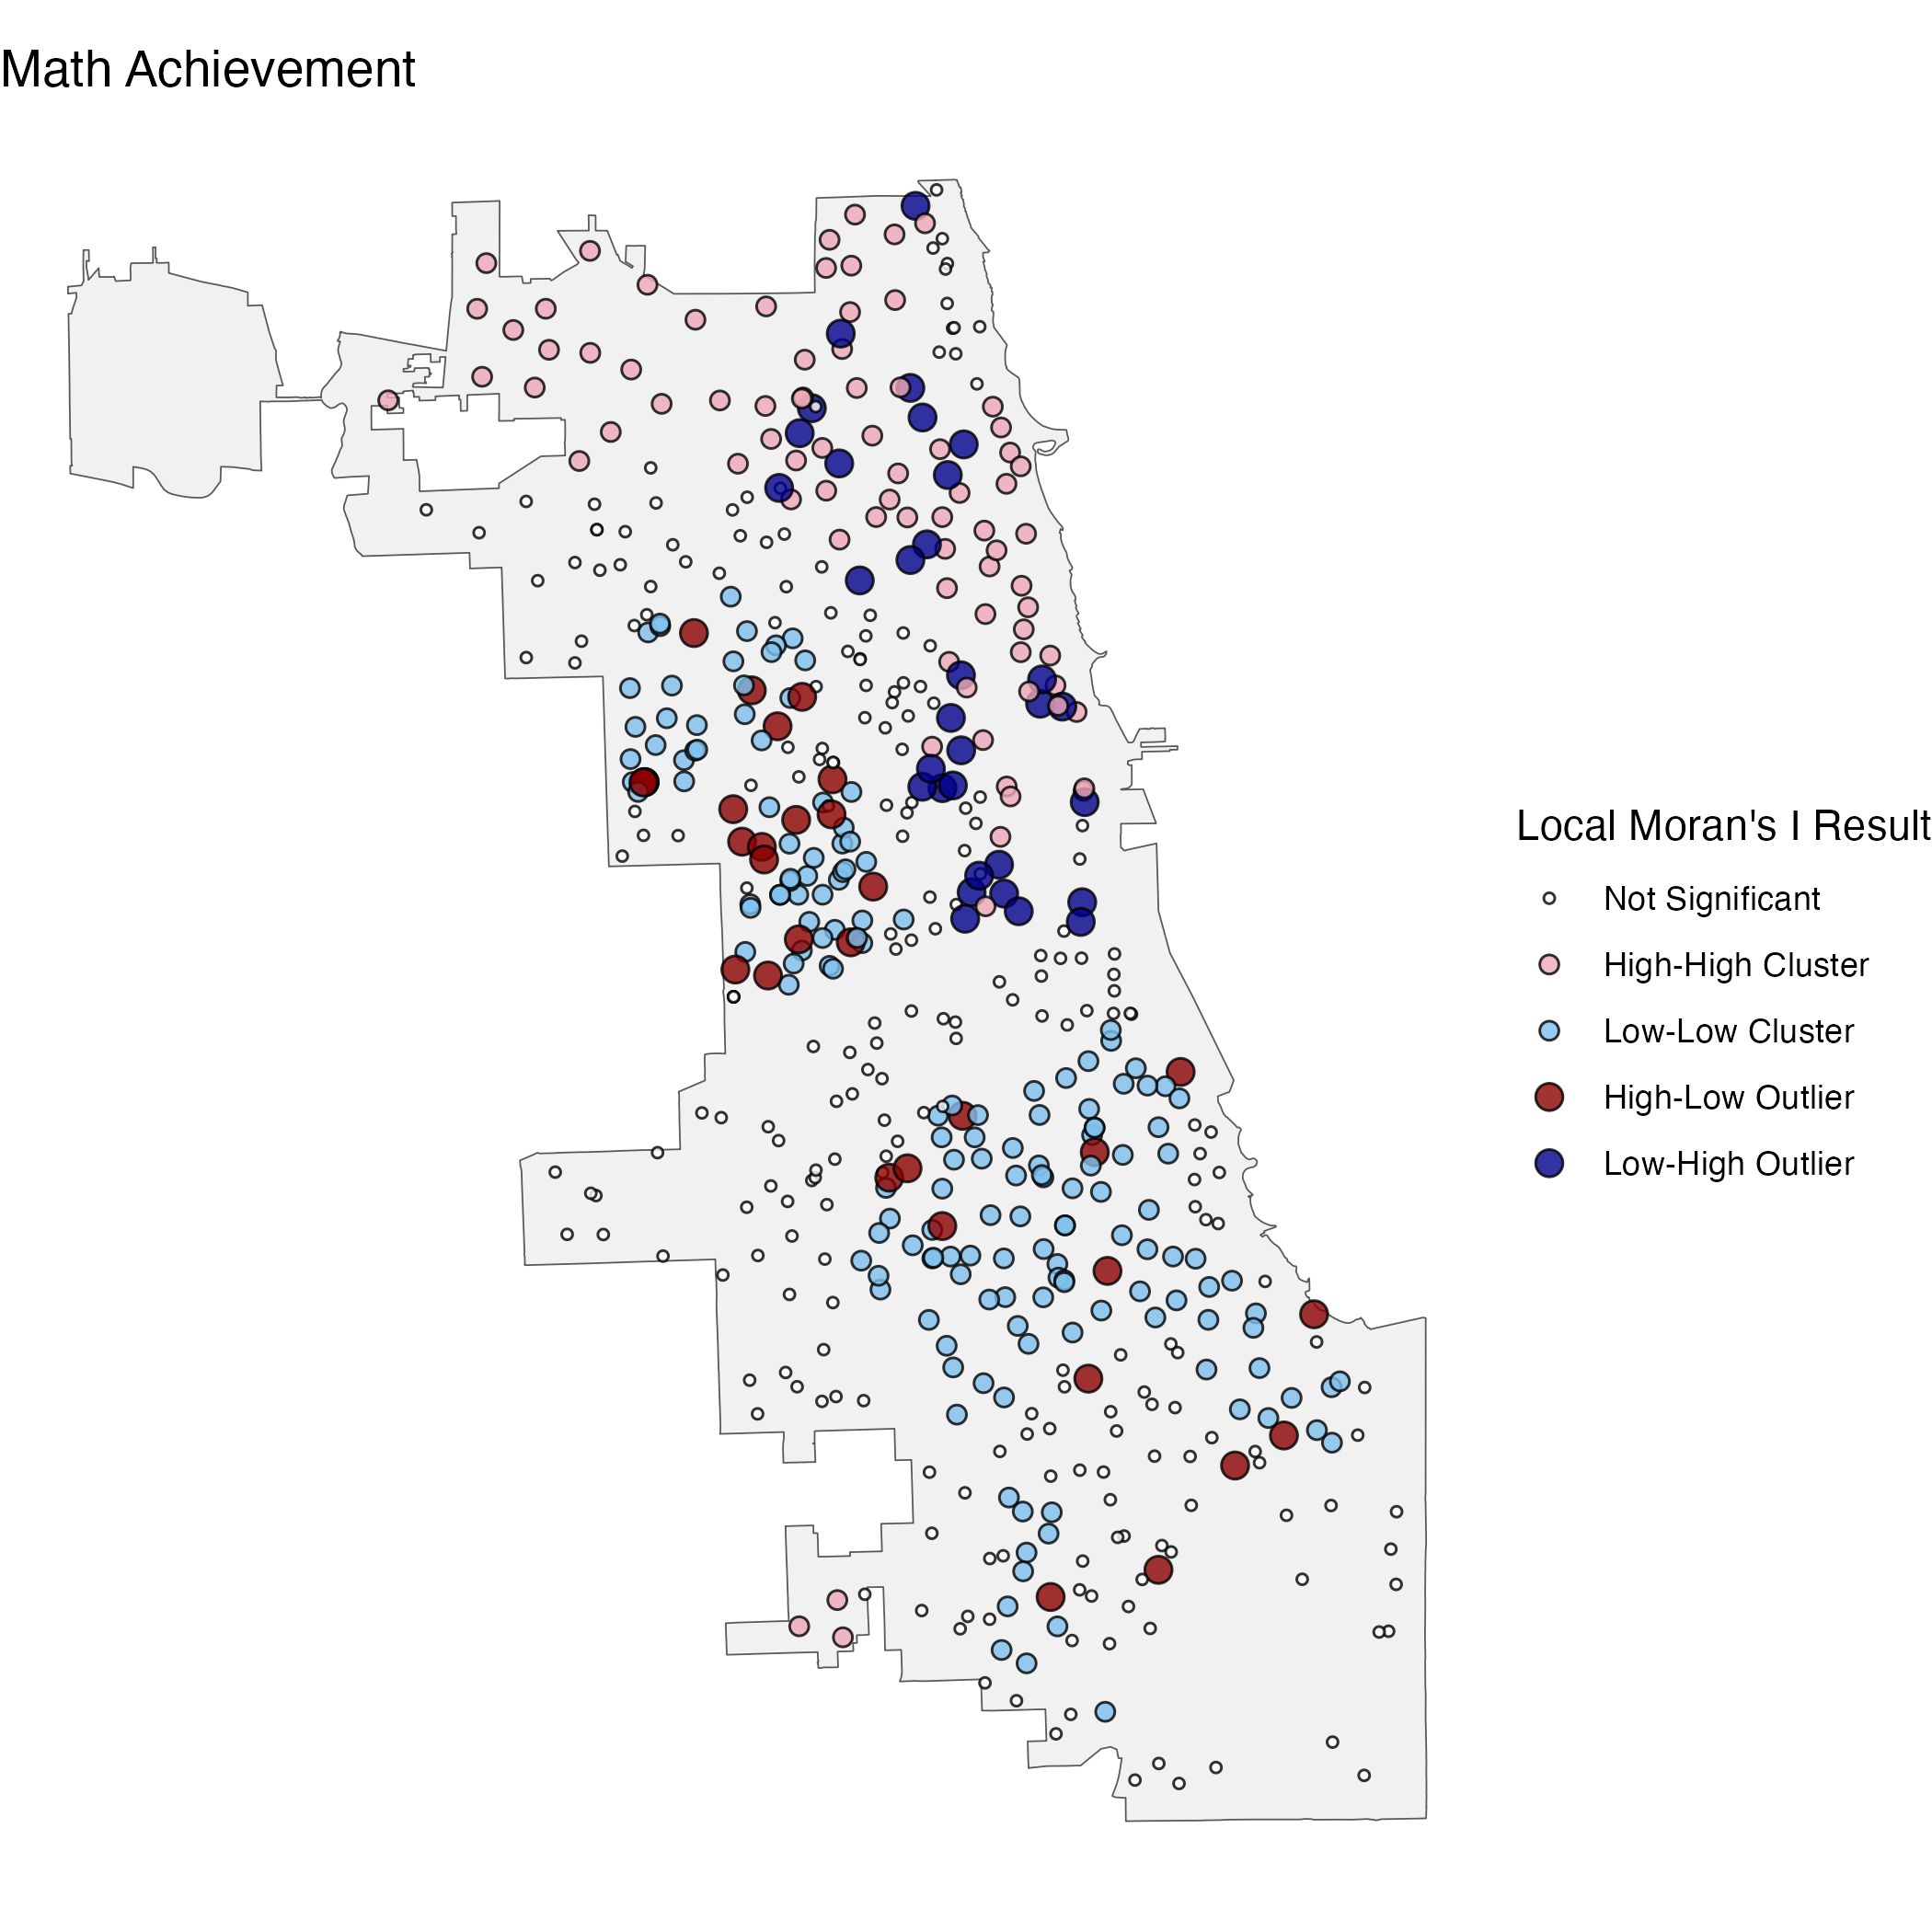 Math Achievement
Local Moran's I Result
Not Significant
High-High Cluster
Low-Low Cluster
High-Low Outlier
Low-High Outlier